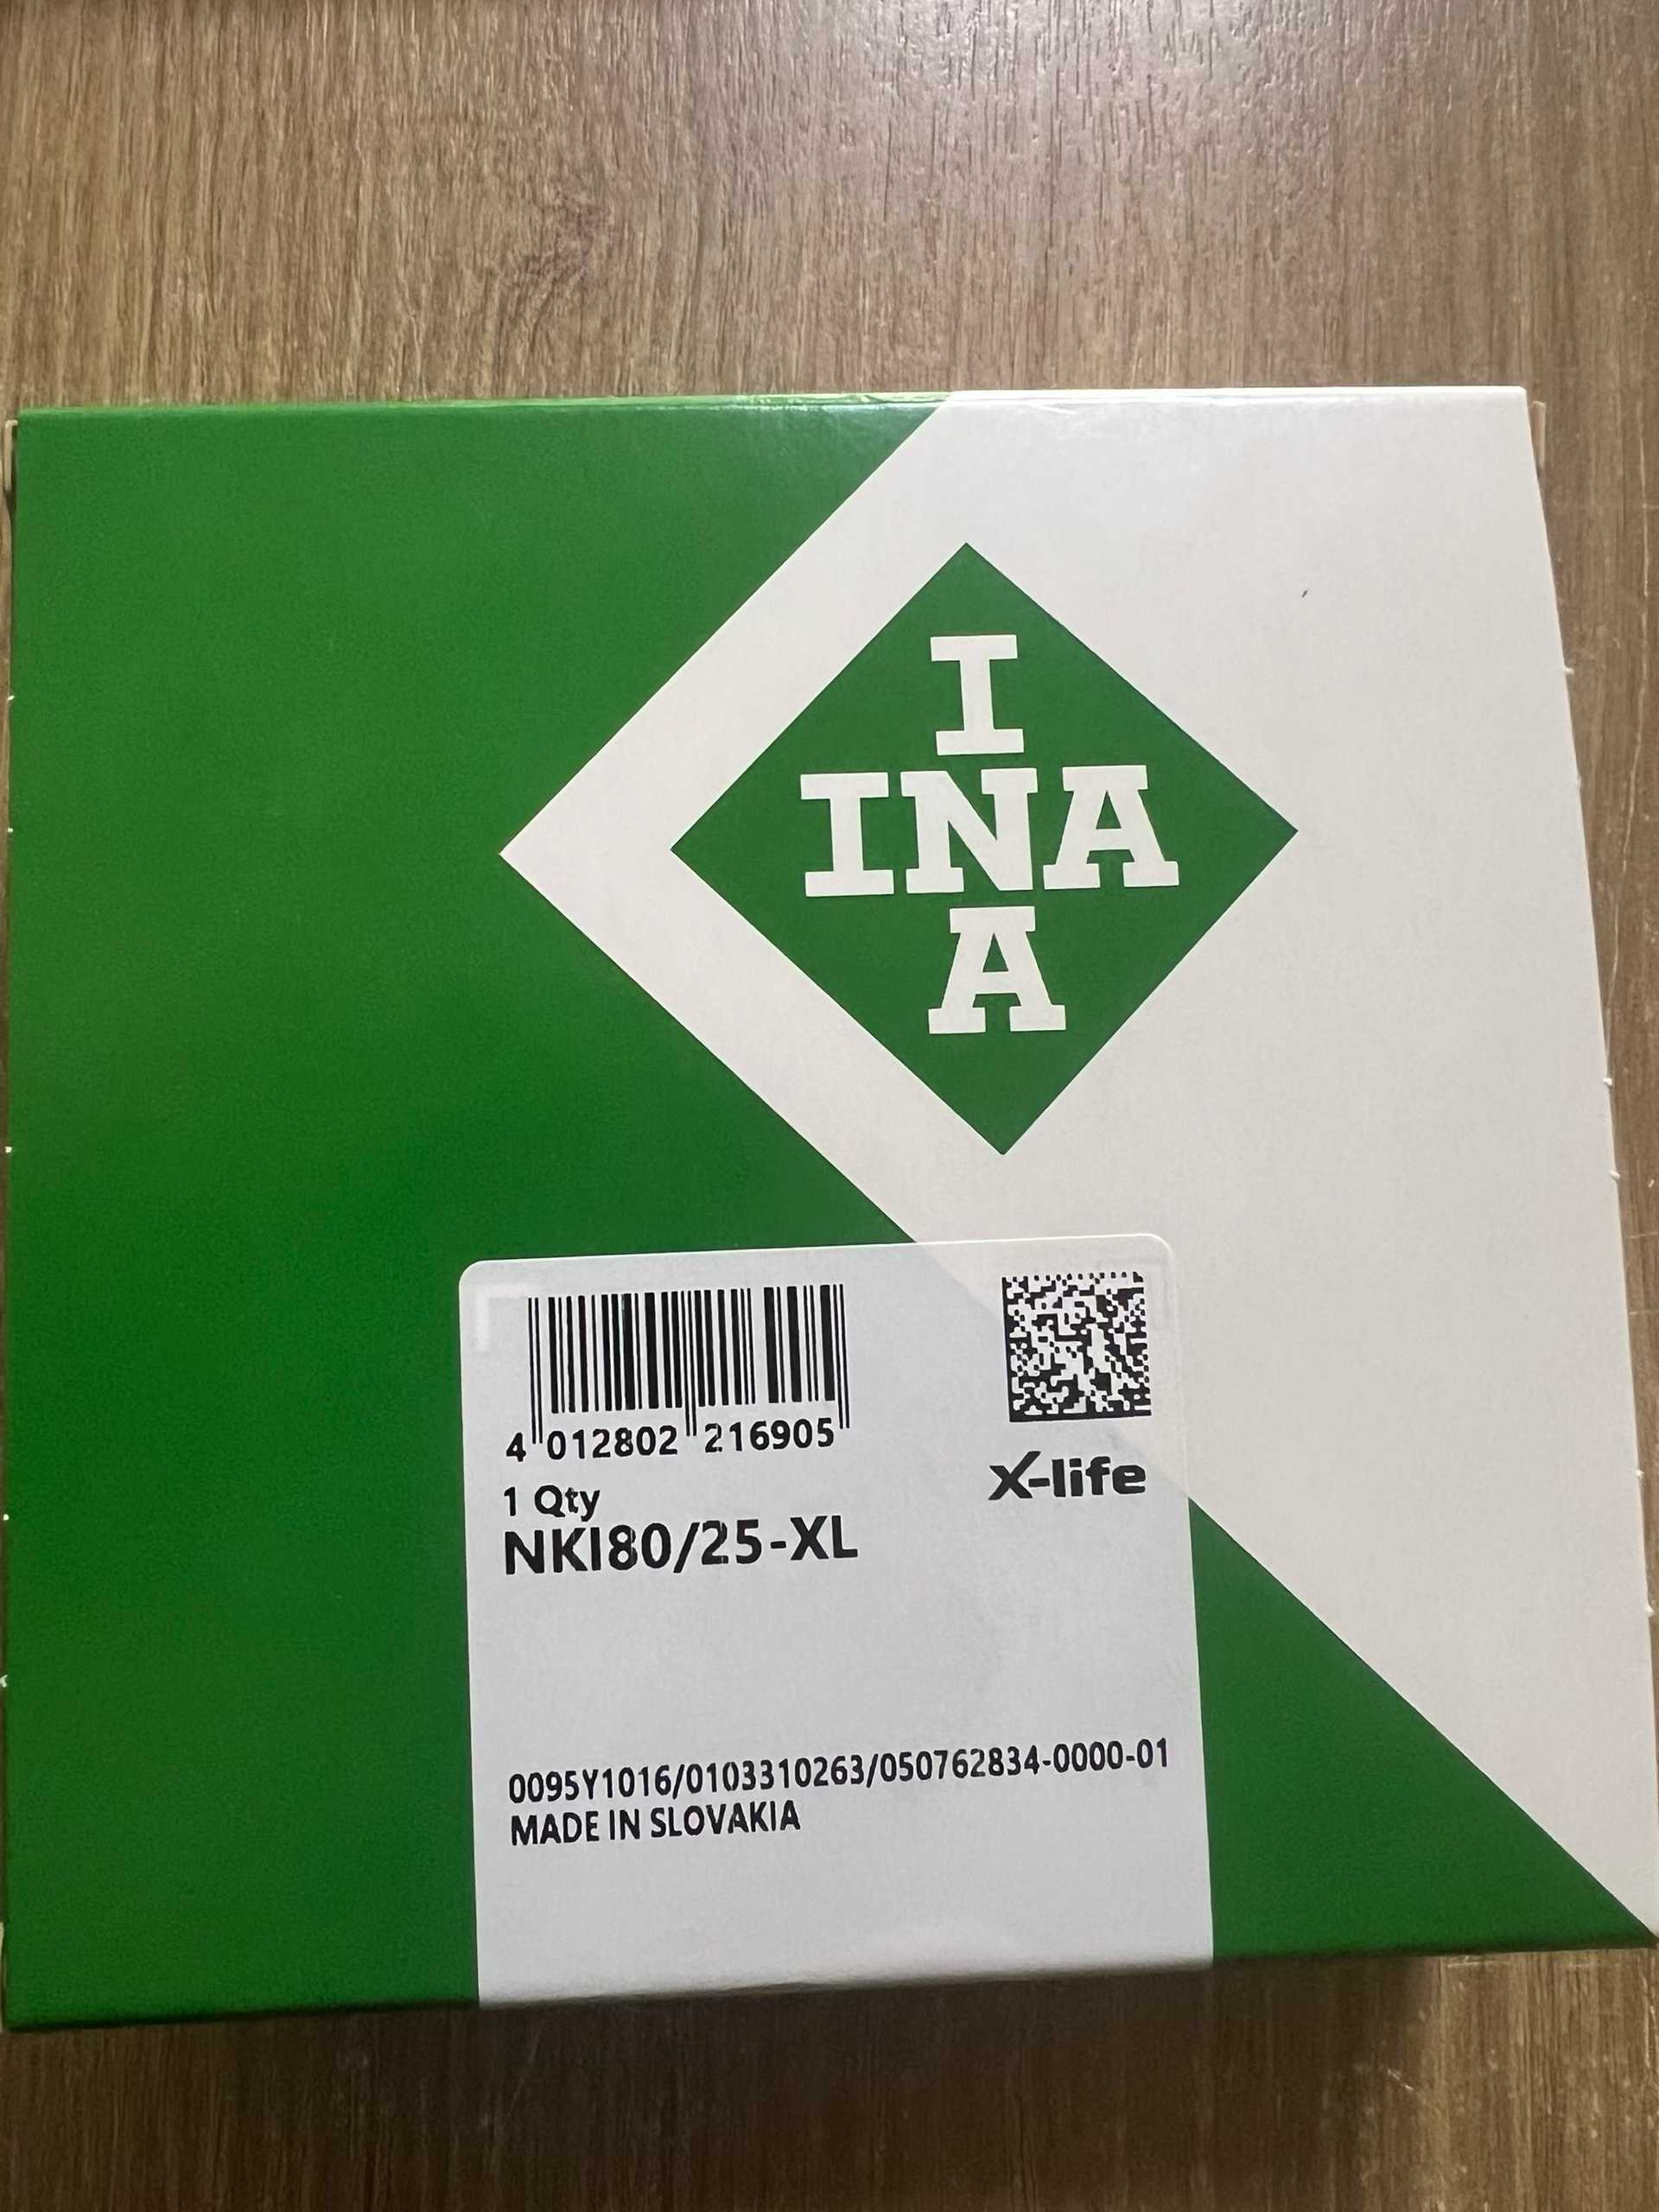 I
INA
A
4 012802 216905
X-life
1 Qty
NKI80/25-XL
0095Y1016/0103310263/050762834-0000-01
MADE IN SLOVAKIA